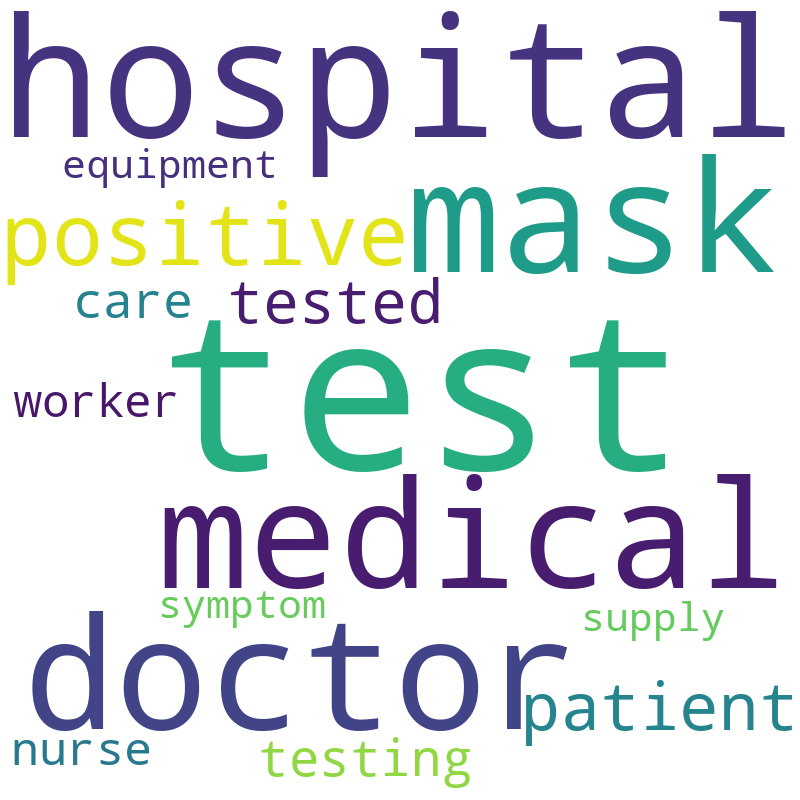 hospital
equipment
positive mask
care tested
test
worker
medical
symptom supply
doctor
patient
nurse testing